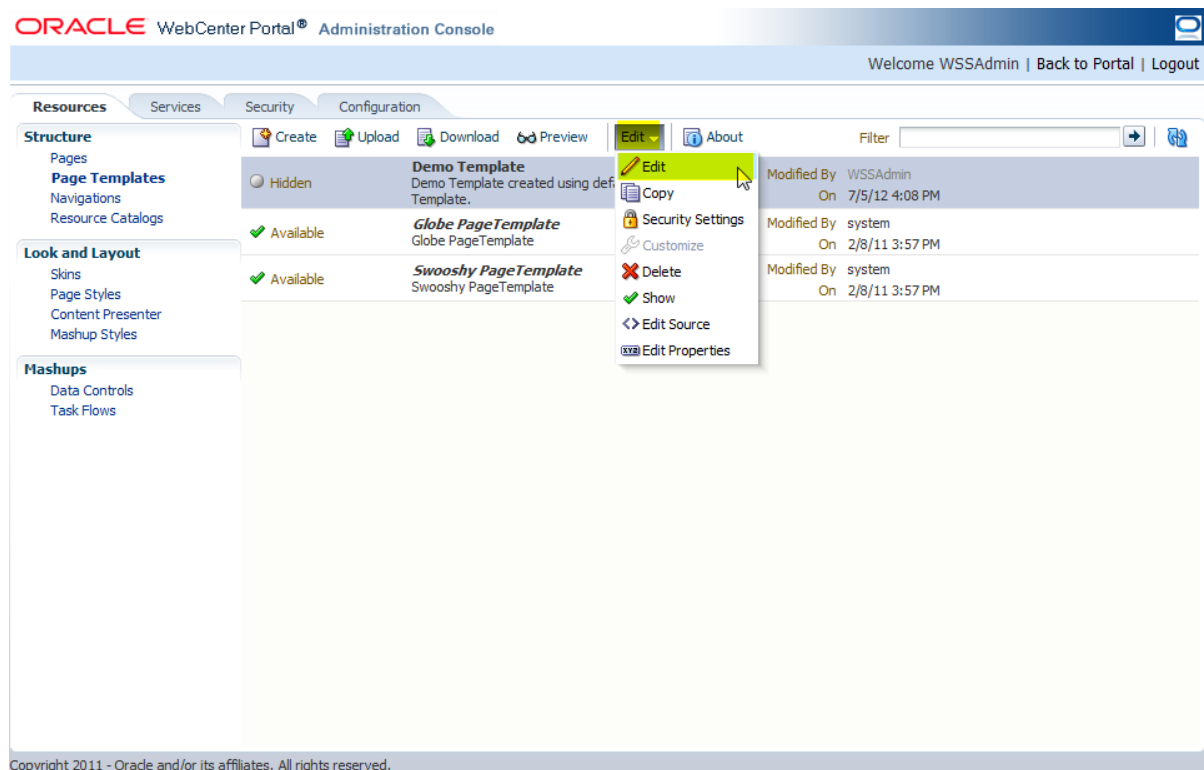 ORACLE WebCenter Portal® Administration Console
Welcome WSSAdmin | Back to Portal | Logout
Resources Services Security Configuration
Structure
Pages
Page Templates
Navigations
Resource Catalogs
Look and Layout
Skins
Page Styles
Content Presenter
Mashup Styles
Mashups
Data Controls
Task Flows
Create Upload Download Preview Edit About Filter
Hidden Demo Template Modified By WSSAdmin
Demo Template created using def
Template. On 7/5/12 4:08 PM
Available Globe PageTemplate Modified By system
Globe PageTemplate On 2/8/11 3:57 PM
Available Swooshy PageTemplate Modified By system
Swooshy PageTemplate On 2/8/11 3:57 PM
Edit
Copy
Security Settings
Customize
Delete
Show
Edit Source
xyz Edit Properties
Copyright 2011 - Oracle and/or its affiliates. All rights reserved.